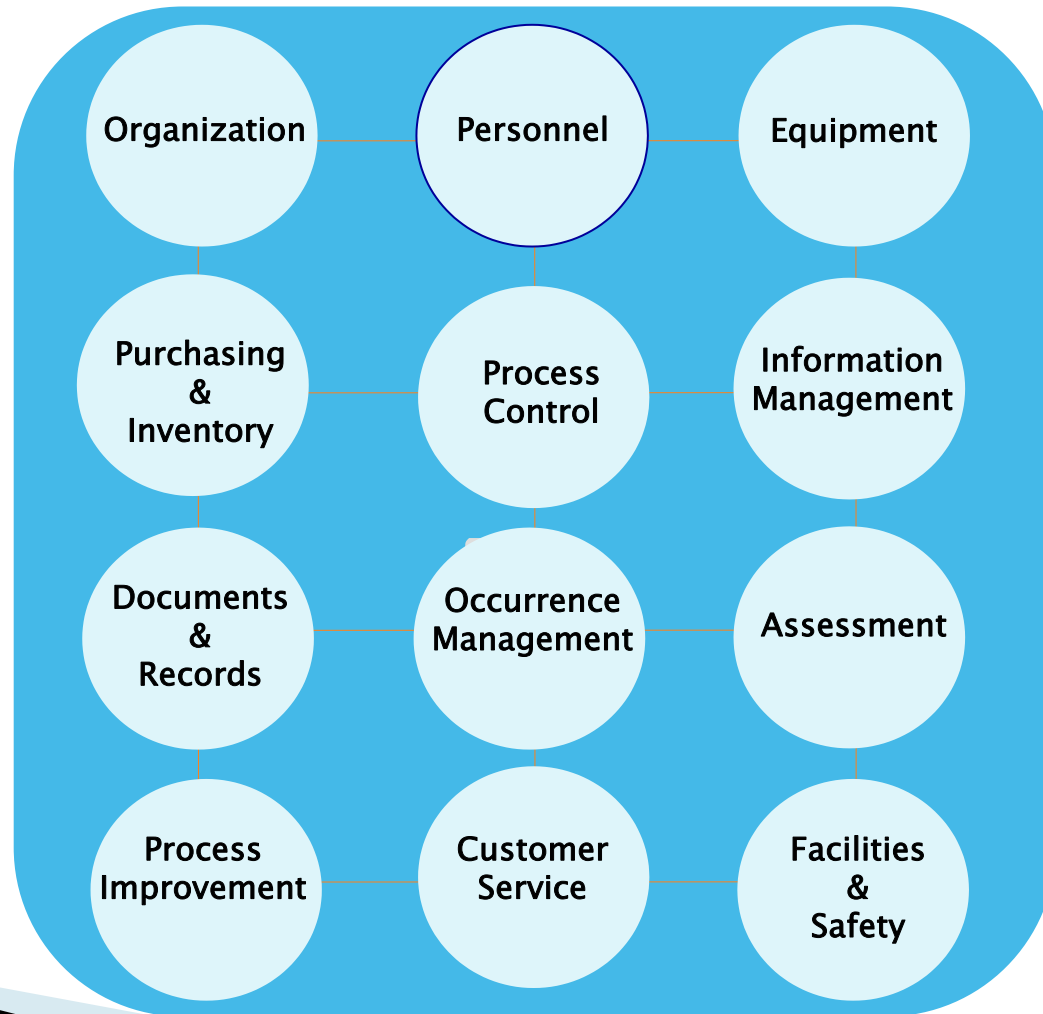 Organization
Personnel
Equipment
Purchasing
&
Inventory
Process
Control
Information
Management
Documents
&
Records
Occurrence
Management
Assessment
Process
Improvement
Customer
Service
Facilities
&
Safety